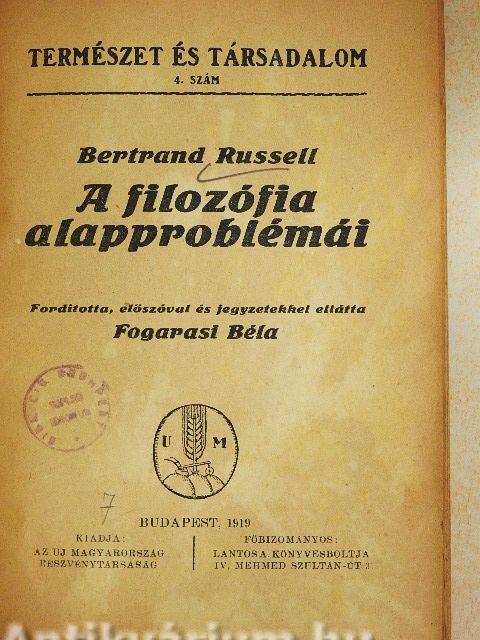 TERMÉSZET ÉS TÁRSADALOM
4. SZÁM
Bertrand Russell
A filozófia
alapproblémái
Forditotta, előszóval és jegyzetekkel ellátta
Fogarasi Béla
U M
7
BUDAPEST, 1919
KIADJA:
AZ UJ MAGYARORSZÁG
RESZVÉNYTÁRSASÁG
FŐBIZOMÁNYOS:
LANTOS A. KÖNYVESBOLTJA
IV, MEHMED SZULTÁN-ÚT 3
Antikvárium.hu